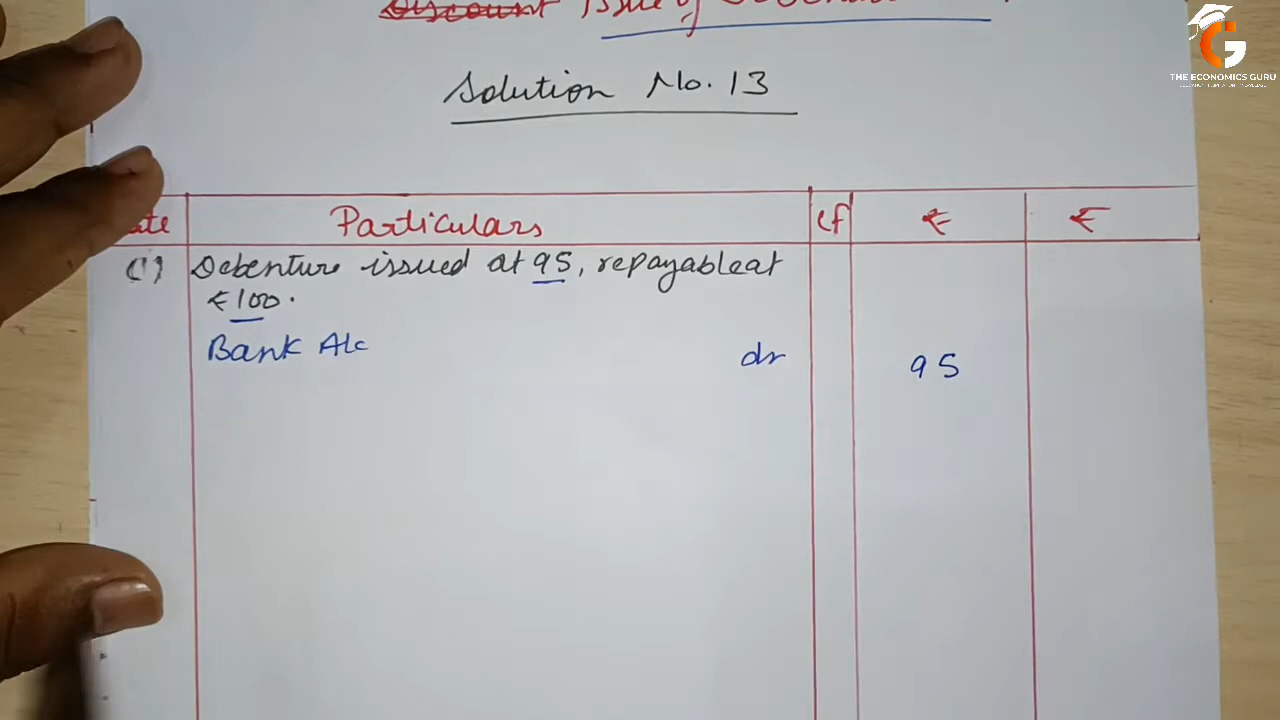 Issue of
Solution No. 13
Particulars Lf ₹ ₹
(1) Debenture issued at 95, repayable at
₹100.
Bank A/c dr 95
THE ECONOMICS GURU